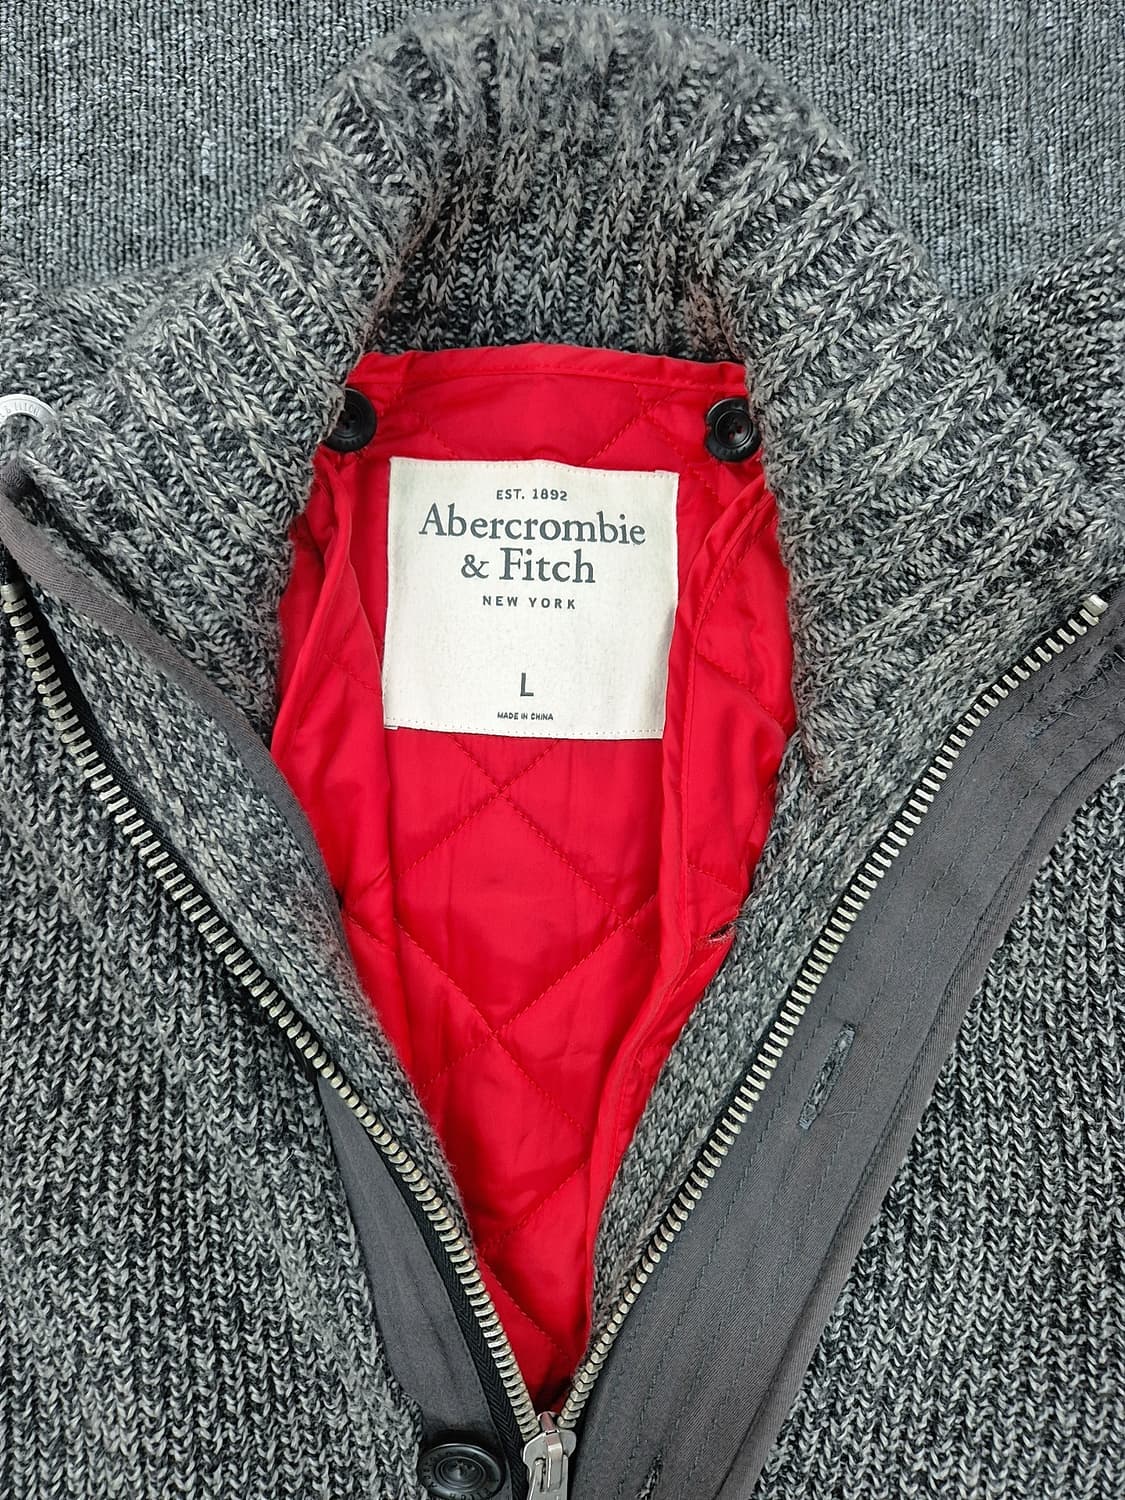 EST. 1892
Abercrombie
& Fitch
NEW YORK
L
MADE IN CHINA